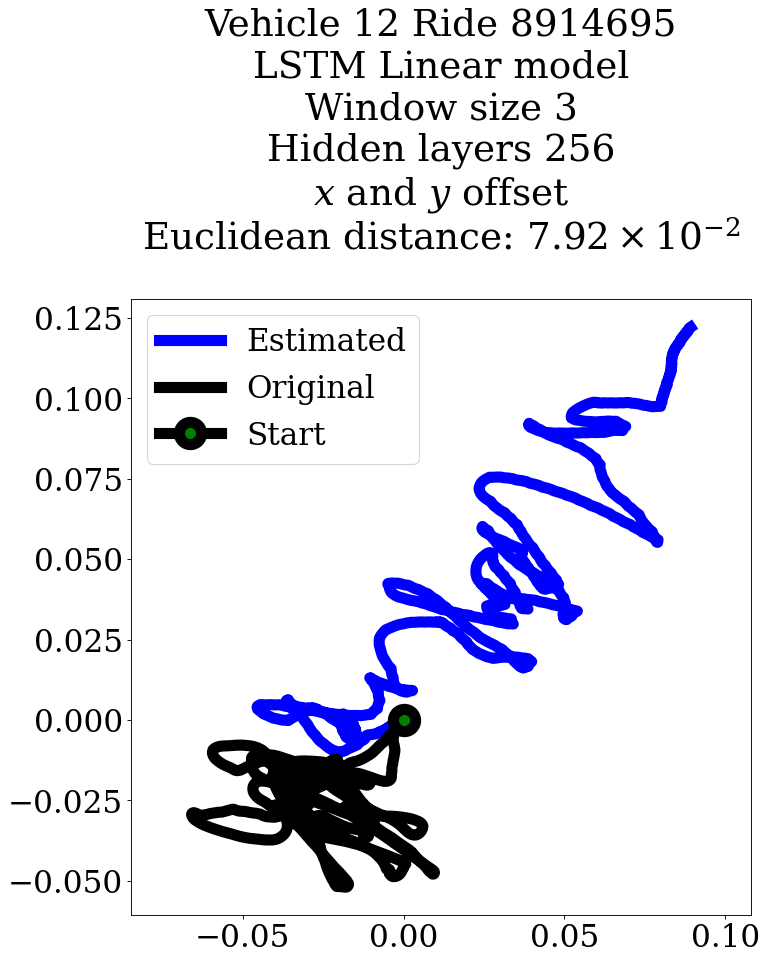 Vehicle 12 Ride 8914695
LSTM Linear model
Window size 3
Hidden layers 256
x and y offset
Euclidean distance: 7.92 × 10⁻²
Estimated
Original
Start
0.125
0.100
0.075
0.050
0.025
0.000
−0.025
−0.050
−0.05 0.00 0.05 0.10